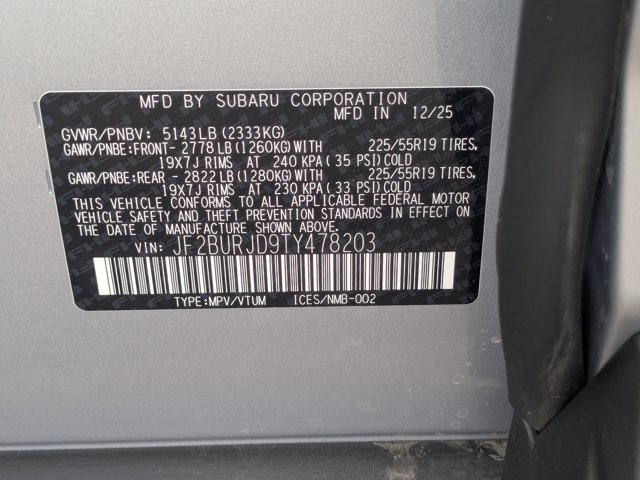 MFD BY SUBARU CORPORATION
MFD IN 12/25
GVWR/PNBV: 5143LB (2333KG)
GAWR/PNBE:FRONT- 2778 LB (1260KG) WITH 225/55R19 TIRES,
19X7J RIMS AT 240 KPA (35 PSI) COLD
GAWR/PNBE:REAR - 2822 LB (1280KG) WITH 225/55R19 TIRES,
19X7J RIMS AT 230 KPA (33 PSI) COLD
THIS VEHICLE CONFORMS TO ALL APPLICABLE FEDERAL MOTOR
VEHICLE SAFETY AND THEFT PREVENTION STANDARDS IN EFFECT ON
THE DATE OF MANUFACTURE SHOWN ABOVE.
VIN: JF2BURJD9TY478203
TYPE:MPV/VTUM ICES/NMB-002